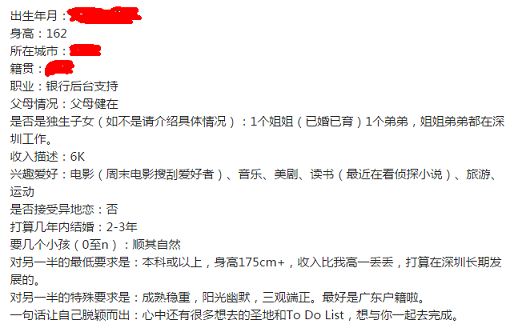 出生年月：
身高：162
所在城市：
籍贯：
职业：银行后台支持
父母情况：父母健在
是否是独生子女（如不是请介绍具体情况）：1个姐姐（已婚已育）1个弟弟，姐姐弟弟都在深
圳工作。
收入描述：6K
兴趣爱好：电影（周末电影搜刮爱好者）、音乐、美剧、读书（最近在看侦探小说）、旅游、
运动
是否接受异地恋：否
打算几年内结婚：2-3年
要几个小孩（0至n）：顺其自然
对另一半的最低要求是：本科或以上，身高175cm+，收入比我高一丢丢，打算在深圳长期发
展的。
对另一半的特殊要求是：成熟稳重，阳光幽默，三观端正。最好是广东户籍啦。
一句话让自己脱颖而出：心中还有很多想去的圣地和To Do List，想与你一起去完成。